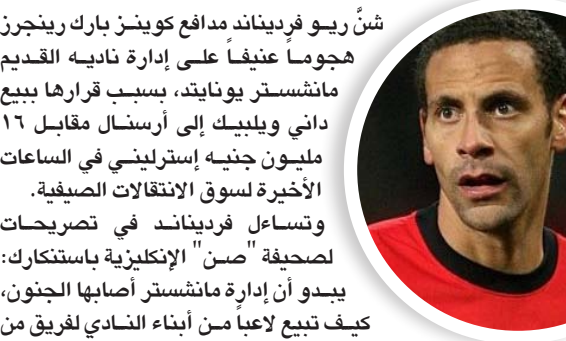 شنَّ ريو فرديناند مدافع كوينز بارك رينجرز
هجوماً عنيفاً على إدارة ناديه القديم
مانشستر يونايتد، بسبب قرارها ببيع
داني ويلبيك إلى أرسنال مقابل ١٦
مليون جنيه إسترليني في الساعات
الأخيرة لسوق الانتقالات الصيفية.
وتساءل فرديناند في تصريحات
لصحيفة "صن" الإنكليزية باستنكارك:
يبدو أن إدارة مانشستر أصابها الجنون،
كيف تبيع لاعباً من أبناء النادي لفريق من